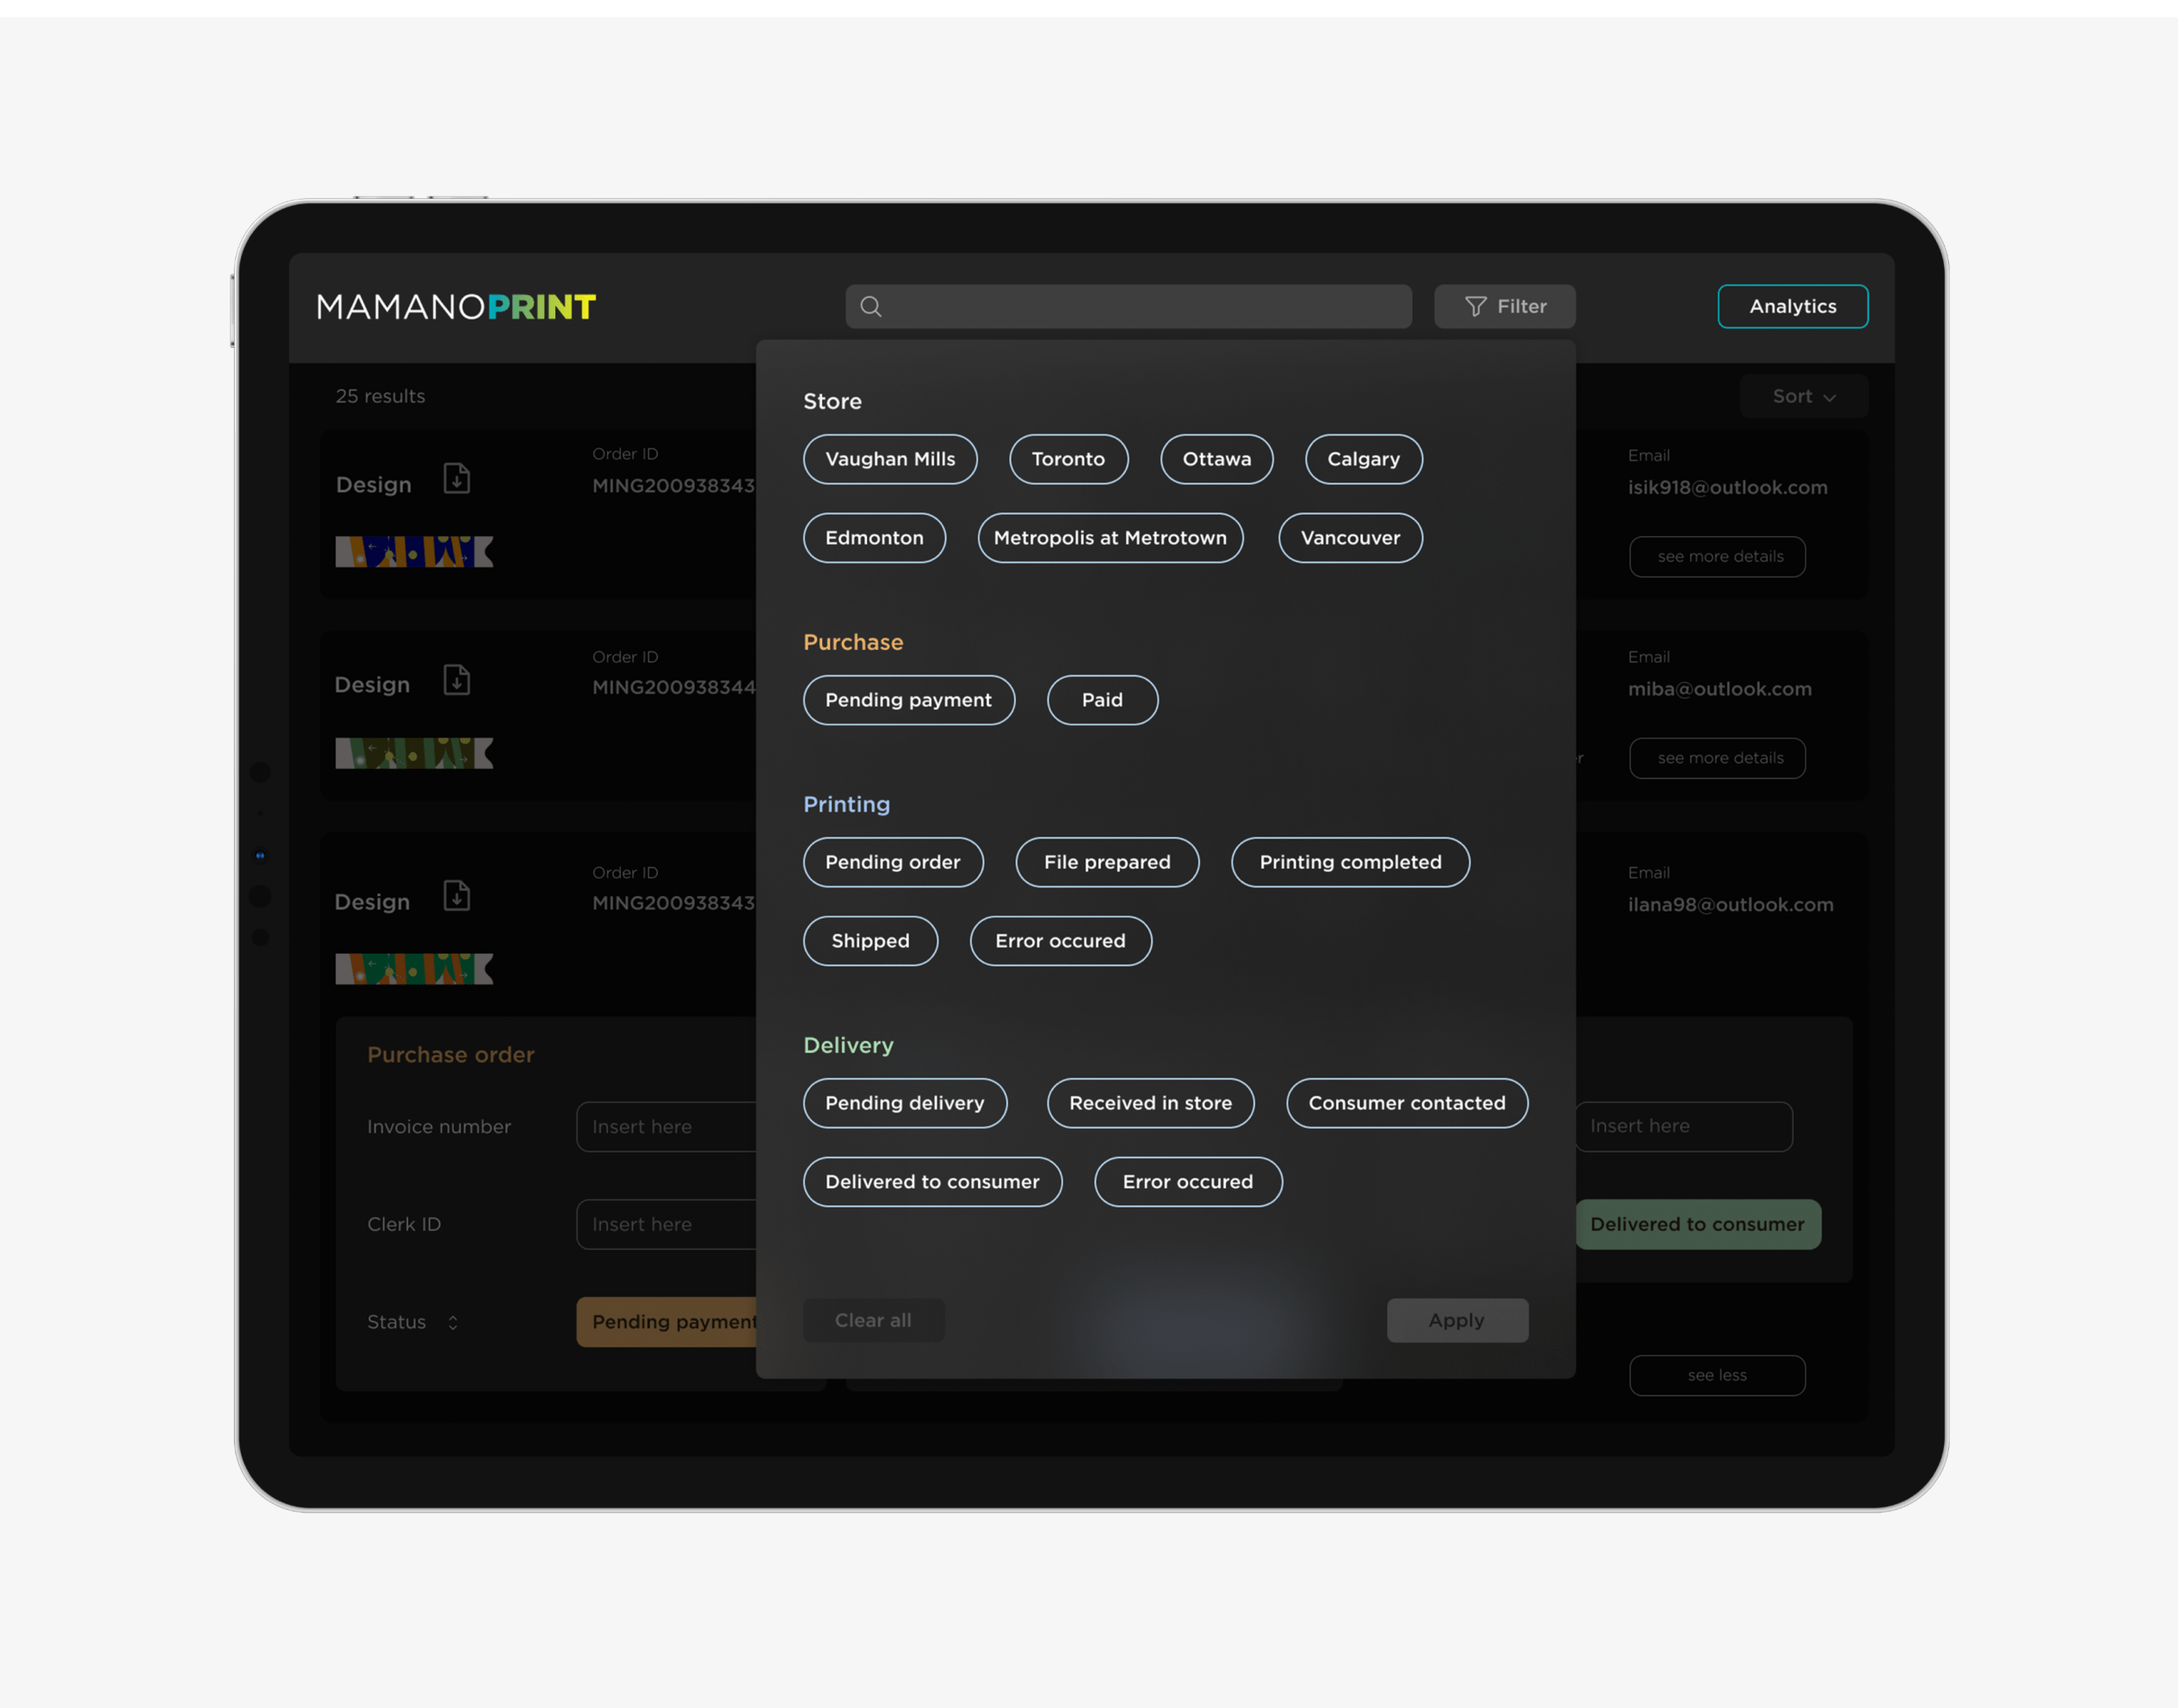 MAMANOPRINT
Filter
Analytics
25 results
Sort
Design
Order ID
MING200938343
Email
isik918@outlook.com
see more details
Design
Order ID
MING200938344
Email
miba@outlook.com
see more details
Design
Order ID
MING200938343
Email
ilana98@outlook.com
Purchase order
Invoice number
Insert here
Insert here
Clerk ID
Insert here
Delivered to consumer
Status
Pending payment
see less
Store
Vaughan Mills Toronto Ottawa Calgary
Edmonton Metropolis at Metrotown Vancouver
Purchase
Pending payment Paid
Printing
Pending order File prepared Printing completed
Shipped Error occured
Delivery
Pending delivery Received in store Consumer contacted
Delivered to consumer Error occured
Clear all Apply